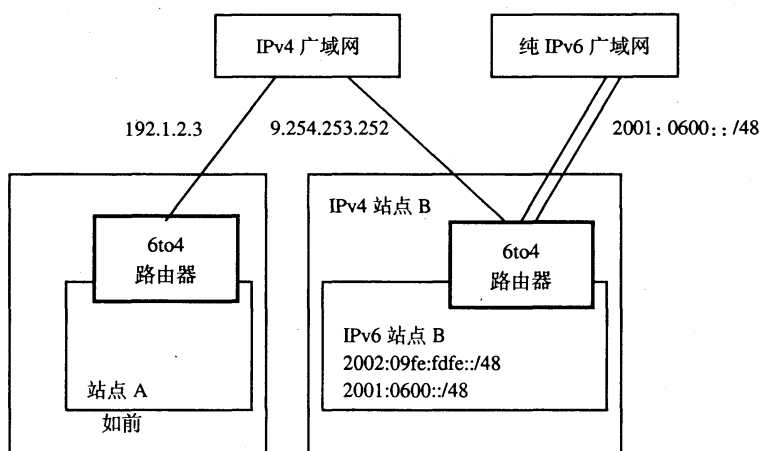 IPv4 广域网
纯 IPv6 广域网
192.1.2.3
9.254.253.252
2001：0600：：/48
IPv4 站点 B
6to4
路由器
6to4
路由器
IPv6 站点 B
2002:09fe:fdfe::/48
2001:0600::/48
站点 A
如前